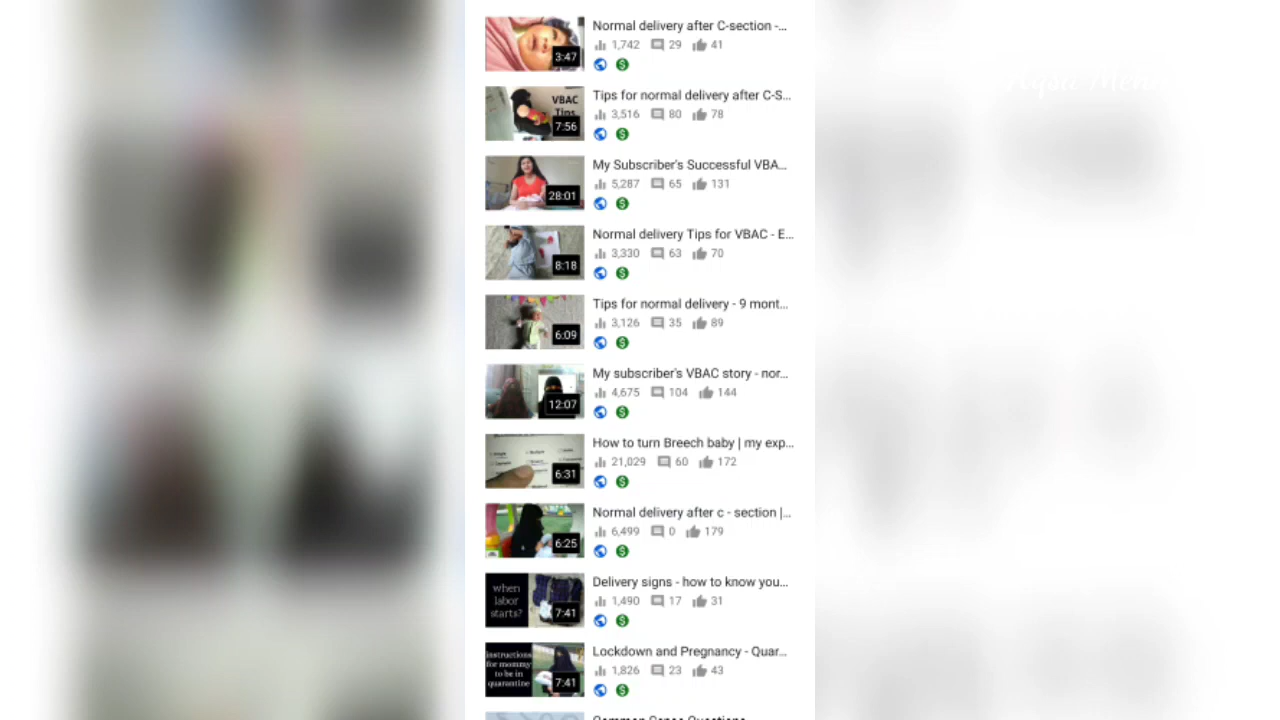 Normal delivery after C-section -...
1,742 29 41
3:47
Tips for normal delivery after C-S...
3,516 80 78
VBAC
Tips
7:56
My Subscriber's Successful VBA...
5,287 65 131
28:01
Normal delivery Tips for VBAC - E...
3,330 63 70
8:18
Tips for normal delivery - 9 mont...
3,126 35 89
6:09
My subscriber's VBAC story - nor...
4,675 104 144
12:07
How to turn Breech baby | my exp...
21,029 60 172
6:31
Normal delivery after c - section |...
6,499 0 179
6:25
Delivery signs - how to know you...
1,490 17 31
when
labor
starts?
7:41
Lockdown and Pregnancy - Quar...
1,826 23 43
instructions
for mommy
to be in
quarantine
7:41